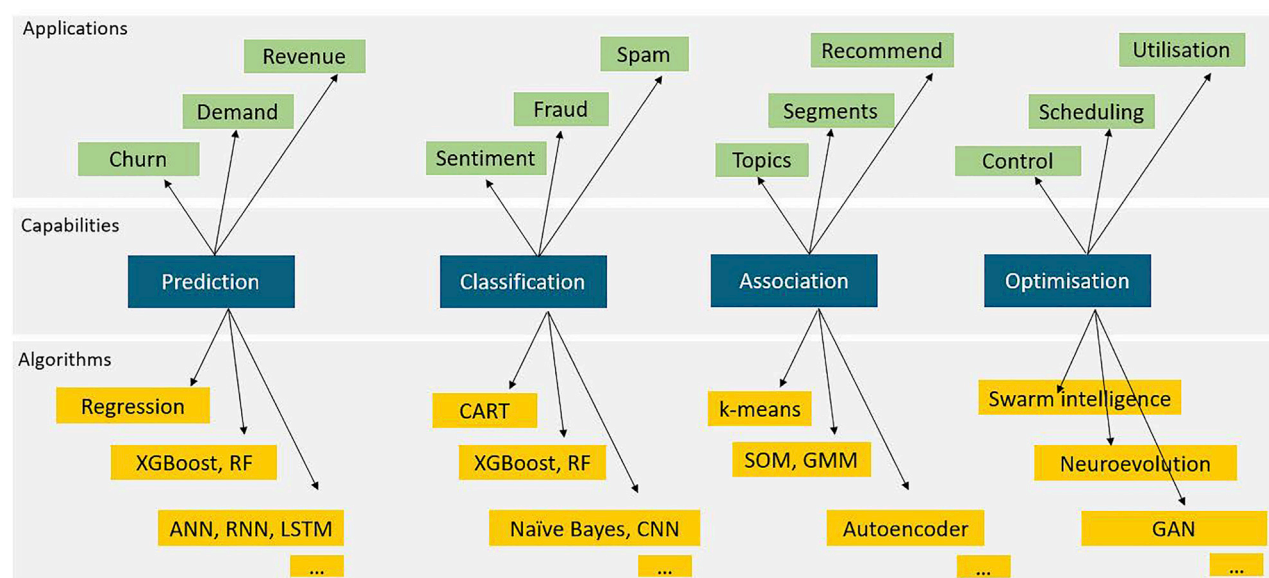 Applications
Revenue
Spam
Recommend
Utilisation
Demand
Fraud
Segments
Scheduling
Churn
Sentiment
Topics
Control
Capabilities
Prediction
Classification
Association
Optimisation
Algorithms
Regression
CART
k-means
Swarm intelligence
XGBoost, RF
XGBoost, RF
SOM, GMM
Neuroevolution
ANN, RNN, LSTM
Naïve Bayes, CNN
Autoencoder
GAN
...
...
...
...